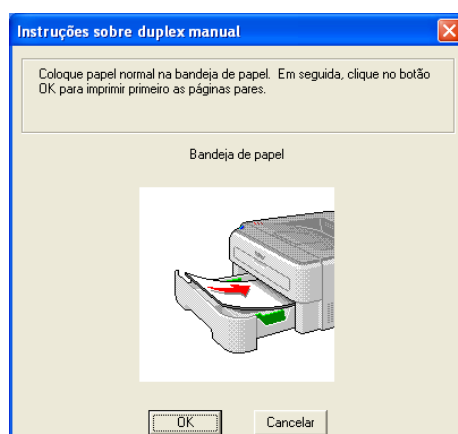 Instruções sobre duplex manual
Coloque papel normal na bandeja de papel. Em seguida, clique no botão
OK para imprimir primeiro as páginas pares.
Bandeja de papel
OK
Cancelar